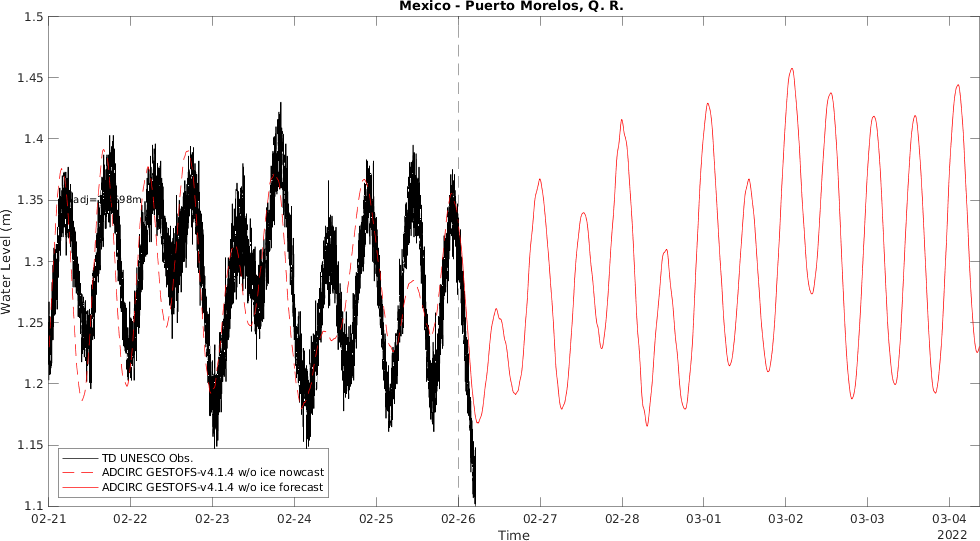 Mexico - Puerto Morelos, Q. R.
1.5
1.45
1.4
1.35
1.3
1.25
1.2
1.15
1.1
Water Level (m)
adj= 98m
TD UNESCO Obs.
ADCIRC GESTOFS-v4.1.4 w/o ice nowcast
ADCIRC GESTOFS-v4.1.4 w/o ice forecast
02-21 02-22 02-23 02-24 02-25 02-26 02-27 02-28 03-01 03-02 03-03 03-04
Time
2022